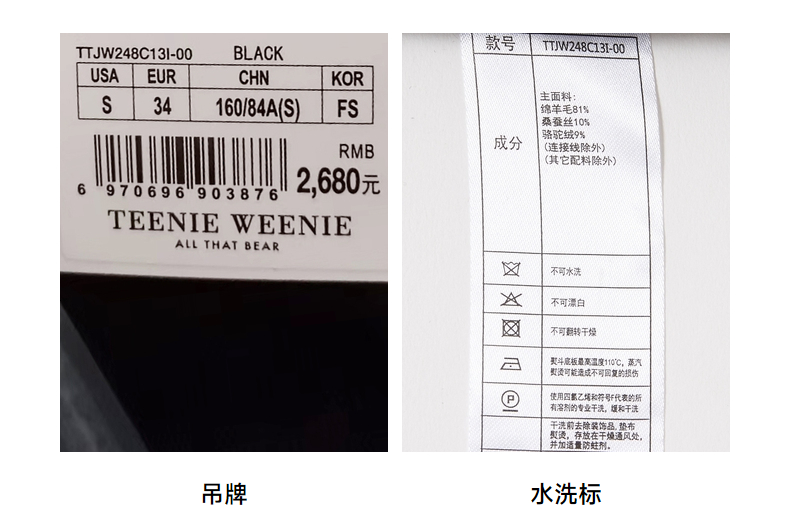 TTJW248C13I-00 BLACK
USA EUR CHN KOR
S 34 160/84A(S) FS
RMB
2,680元
6 970696 903876
TEENIE WEENIE
ALL THAT BEAR
吊牌
款号 TTJW248C13I-00
成分
主面料:
绵羊毛81%
桑蚕丝10%
骆驼绒9%
(连接线除外)
(其它配料除外)
不可水洗
不可漂白
不可翻转干燥
熨斗底板最高温度110℃, 蒸汽
熨烫可能造成不可回复的损伤
P
使用四氯乙烯和符号F代表的所
有溶剂的专业干洗, 缓和干洗
干洗前去除装饰品, 垫布
熨烫, 存放在干燥通风处,
并加适量防蛀剂。
水洗标